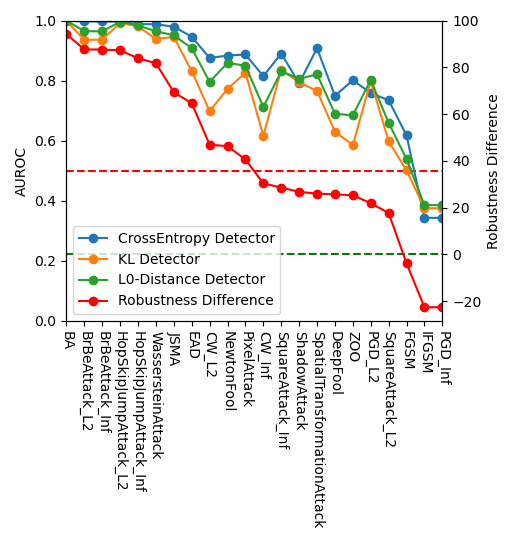 1.0
0.8
0.6
0.4
0.2
0.0
AUROC
100
80
60
40
20
0
−20
Robustness Difference
CrossEntropy Detector
KL Detector
L0-Distance Detector
Robustness Difference
BA
BrBeAttack_L2
BrBeAttack_Inf
HopSkipJumpAttack_L2
HopSkipJumpAttack_Inf
WassersteinAttack
JSMA
EAD
CW_L2
NewtonFool
PixelAttack
CW_Inf
SquareAttack_Inf
ShadowAttack
SpatialTransformationAttack
DeepFool
ZOO
PGD_L2
SquareAttack_L2
FGSM
IFGSM
PGD_Inf